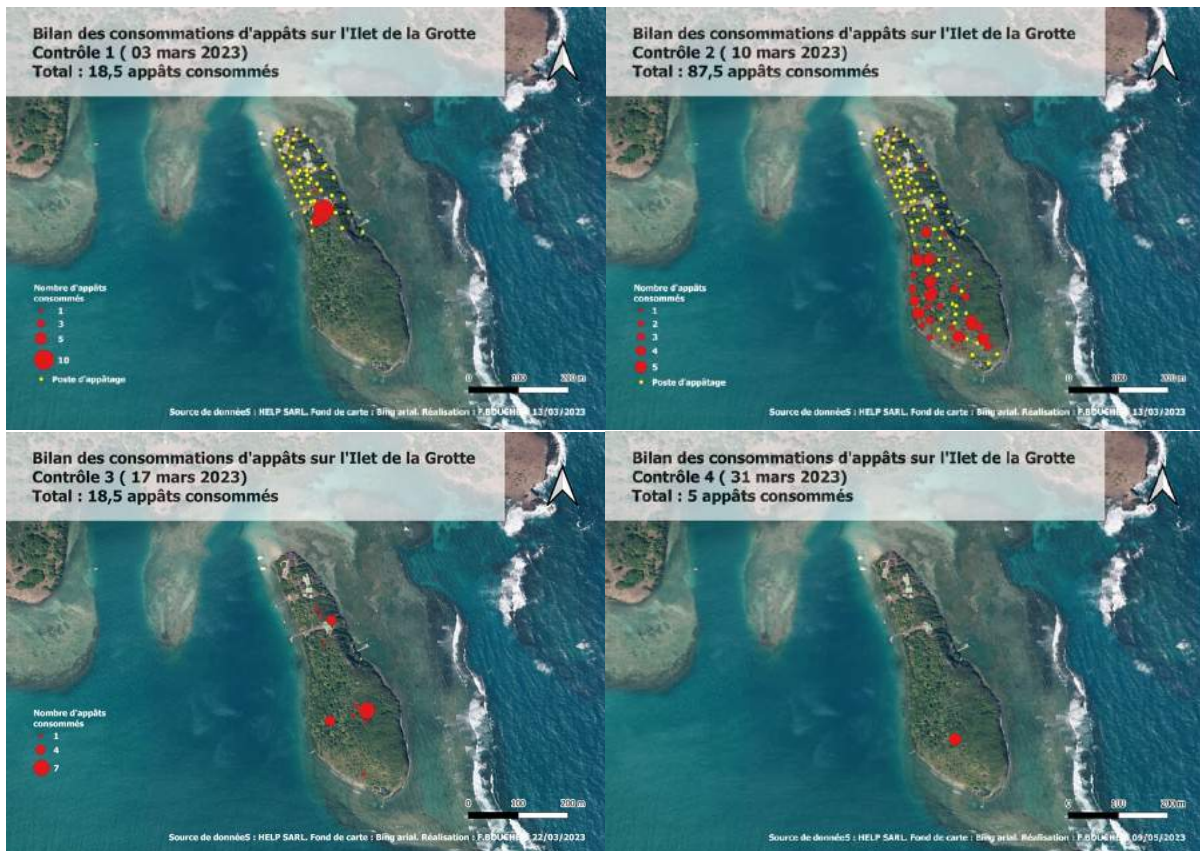 Bilan des consommations d'appâts sur l'Ilet de la Grotte
Contrôle 1 ( 03 mars 2023)
Total : 18,5 appâts consommés
Nombre d'appâts
consommés
1
3
5
10
Poste d'appâtage
0 100 200 m
Source de donnéeS : HELP SARL. Fond de carte : Bing arial. Réalisation : 13/03/2023
Bilan des consommations d'appâts sur l'Ilet de la Grotte
Contrôle 2 ( 10 mars 2023)
Total : 87,5 appâts consommés
Nombre d'appâts
consommés
1
2
3
4
5
Poste d'appâtage
0 100 200 m
Source de donnéeS : HELP SARL. Fond de carte : Bing arial. Réalisation : 13/03/2023
Bilan des consommations d'appâts sur l'Ilet de la Grotte
Contrôle 3 ( 17 mars 2023)
Total : 18,5 appâts consommés
Nombre d'appâts
consommés
1
4
7
0 100 200 m
Source de donnéeS : HELP SARL. Fond de carte : Bing arial. Réalisation : 22/03/2023
Bilan des consommations d'appâts sur l'Ilet de la Grotte
Contrôle 4 ( 31 mars 2023)
Total : 5 appâts consommés
0 100 200 m
Source de donnéeS : HELP SARL. Fond de carte : Bing arial. Réalisation : 09/05/2023